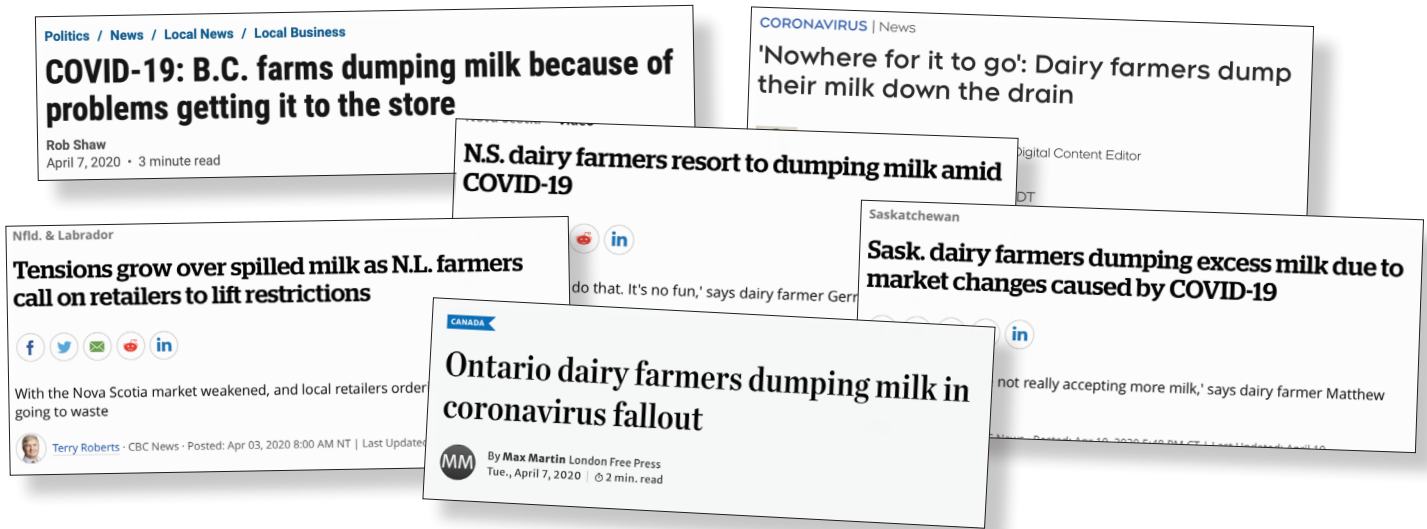 Politics / News / Local News / Local Business
COVID-19: B.C. farms dumping milk because of
problems getting it to the store
Rob Shaw
April 7, 2020 • 3 minute read
CORONAVIRUS | News
'Nowhere for it to go': Dairy farmers dump
their milk down the drain
Digital Content Editor
DT
N.S. dairy farmers resort to dumping milk amid
COVID-19
in
do that. It's no fun,' says dairy farmer Gerr
Nfld. & Labrador
Tensions grow over spilled milk as N.L. farmers
call on retailers to lift restrictions
f in
With the Nova Scotia market weakened, and local retailers order
going to waste
Terry Roberts · CBC News · Posted: Apr 03, 2020 8:00 AM NT | Last Updated
Saskatchewan
Sask. dairy farmers dumping excess milk due to
market changes caused by COVID-19
in
not really accepting more milk,' says dairy farmer Matthew
CANADA
Ontario dairy farmers dumping milk in
coronavirus fallout
MM
By Max Martin London Free Press
Tue., April 7, 2020 | 2 min. read